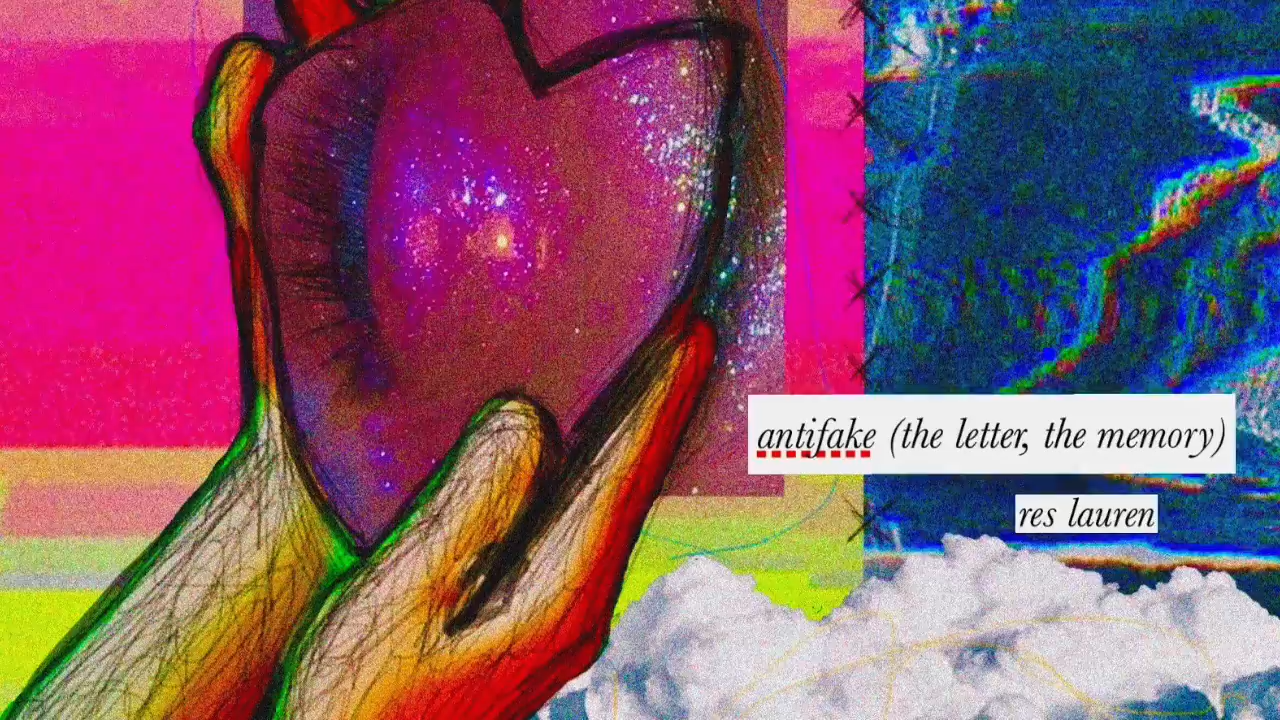 antifake (the letter, the memory)
res lauren